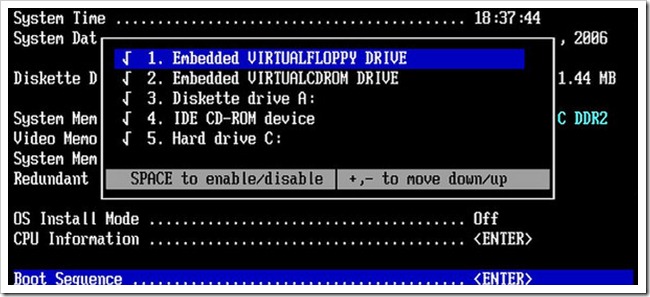 System Time ...................................... 18:37:44
System Dat , 2006
√ 1. Embedded VIRTUALFLOPPY DRIVE
√ 2. Embedded VIRTUALCDROM DRIVE
Diskette D √ 3. Diskette drive A: 1.44 MB
√ 4. IDE CD-ROM device
System Mem √ 5. Hard drive C: C DDR2
Video Memo
System Mem
Redundant SPACE to enable/disable +,- to move down/up
OS Install Mode .................................. Off
CPU Information .................................. <ENTER>
Boot Sequence .................................... <ENTER>